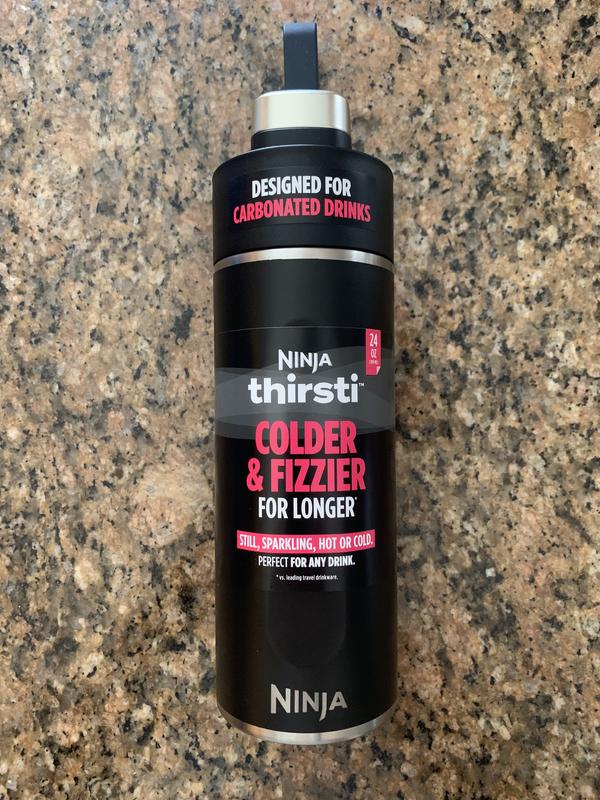 DESIGNED FOR
CARBONATED DRINKS
24
OZ
NINJA
thirsti™
COLDER
& FIZZIER
FOR LONGER*
STILL, SPARKLING, HOT OR COLD.
PERFECT FOR ANY DRINK.
* vs. leading travel drinkware.
NINJA